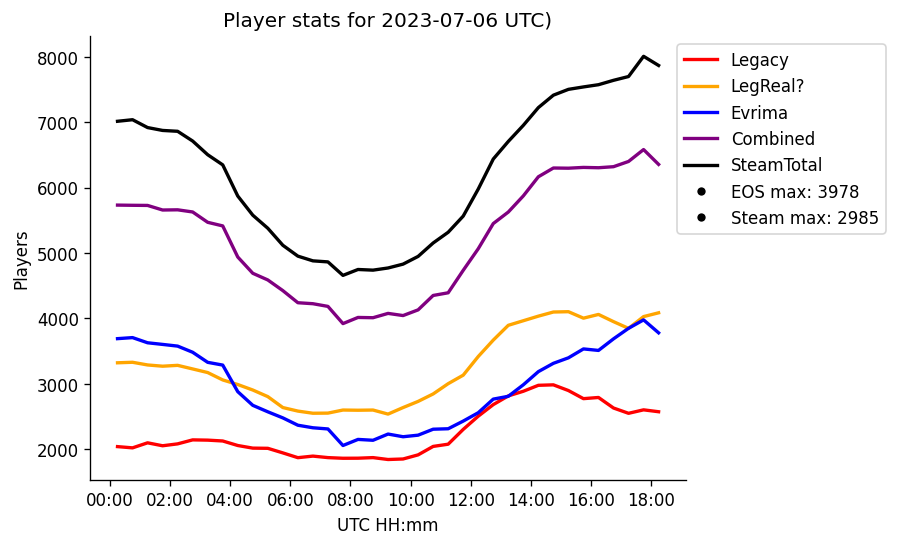 Player stats for 2023-07-06 UTC)
8000
7000
6000
5000
4000
3000
2000
Players
00:00 02:00 04:00 06:00 08:00 10:00 12:00 14:00 16:00 18:00
UTC HH:mm
Legacy
LegReal?
Evrima
Combined
SteamTotal
EOS max: 3978
Steam max: 2985